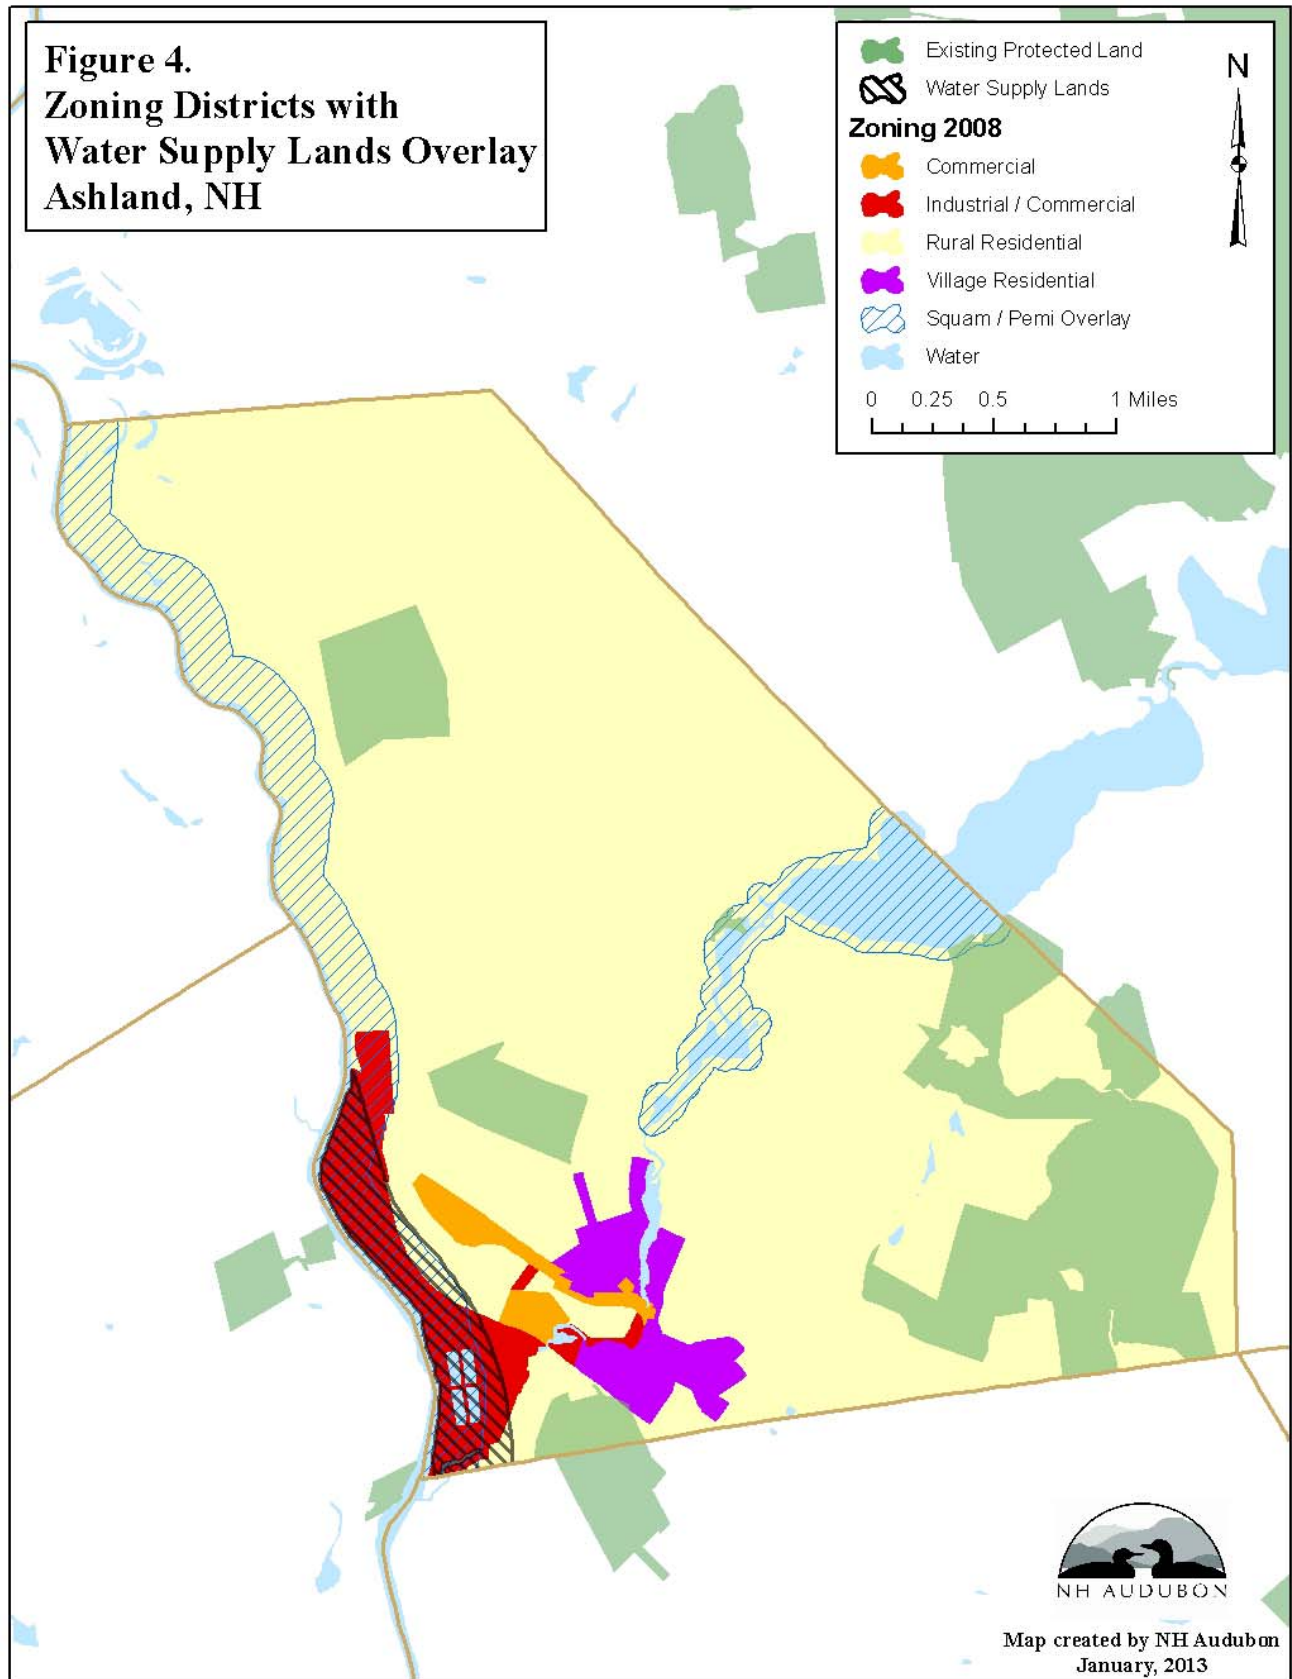 Figure 4.
Zoning Districts with
Water Supply Lands Overlay
Ashland, NH
Existing Protected Land
Water Supply Lands
Zoning 2008
Commercial
Industrial / Commercial
Rural Residential
Village Residential
Squam / Pemi Overlay
Water
0 0.25 0.5 1 Miles
N
NH AUDUBON
Map created by NH Audubon
January, 2013